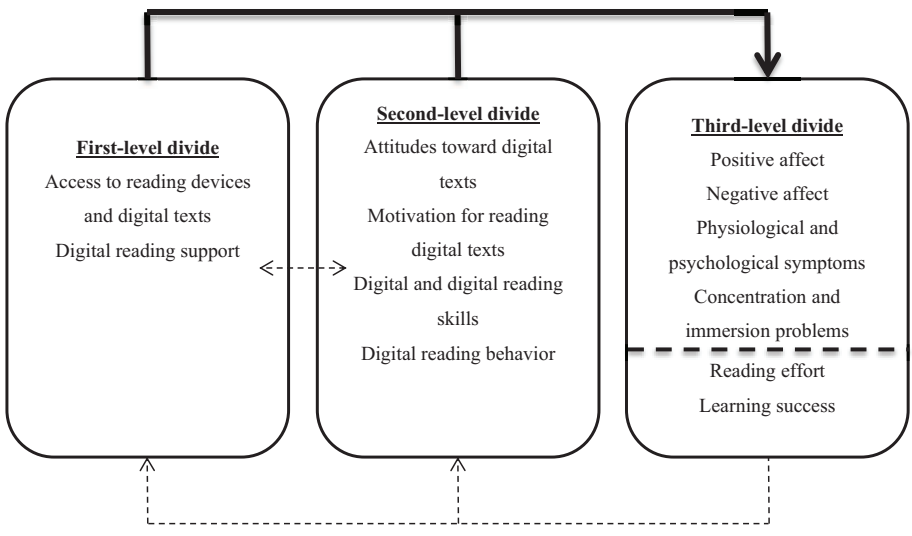 First-level divide
Access to reading devices
and digital texts
Digital reading support
Second-level divide
Attitudes toward digital
texts
Motivation for reading
digital texts
Digital and digital reading
skills
Digital reading behavior
Third-level divide
Positive affect
Negative affect
Physiological and
psychological symptoms
Concentration and
immersion problems
Reading effort
Learning success